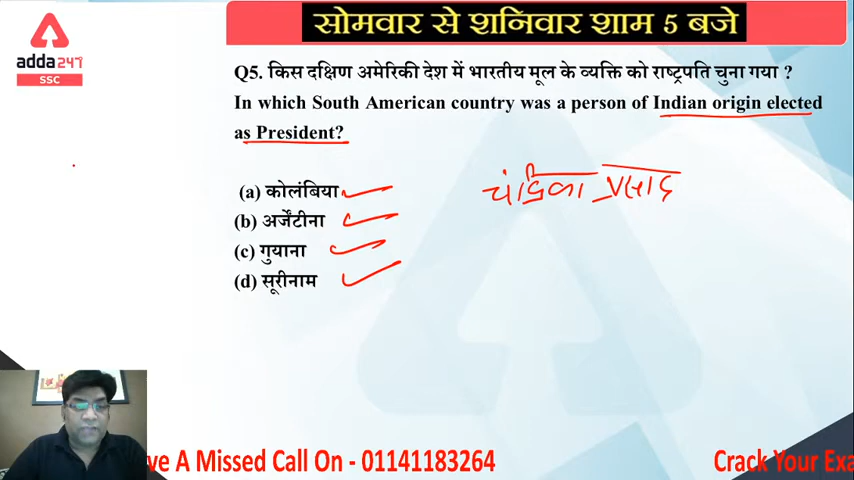 सोमवार से शनिवार शाम 5 बजे
adda247
SSC
Q5. किस दक्षिण अमेरिकी देश में भारतीय मूल के व्यक्ति को राष्ट्रपति चुना गया ?
In which South American country was a person of Indian origin elected
as President?
चंद्रिका प्रसाद
(a) कोलंबिया
(b) अर्जेंटीना
(c) गुयाना
(d) सूरीनाम
ve A Missed Call On - 01141183264
Crack Your Exa